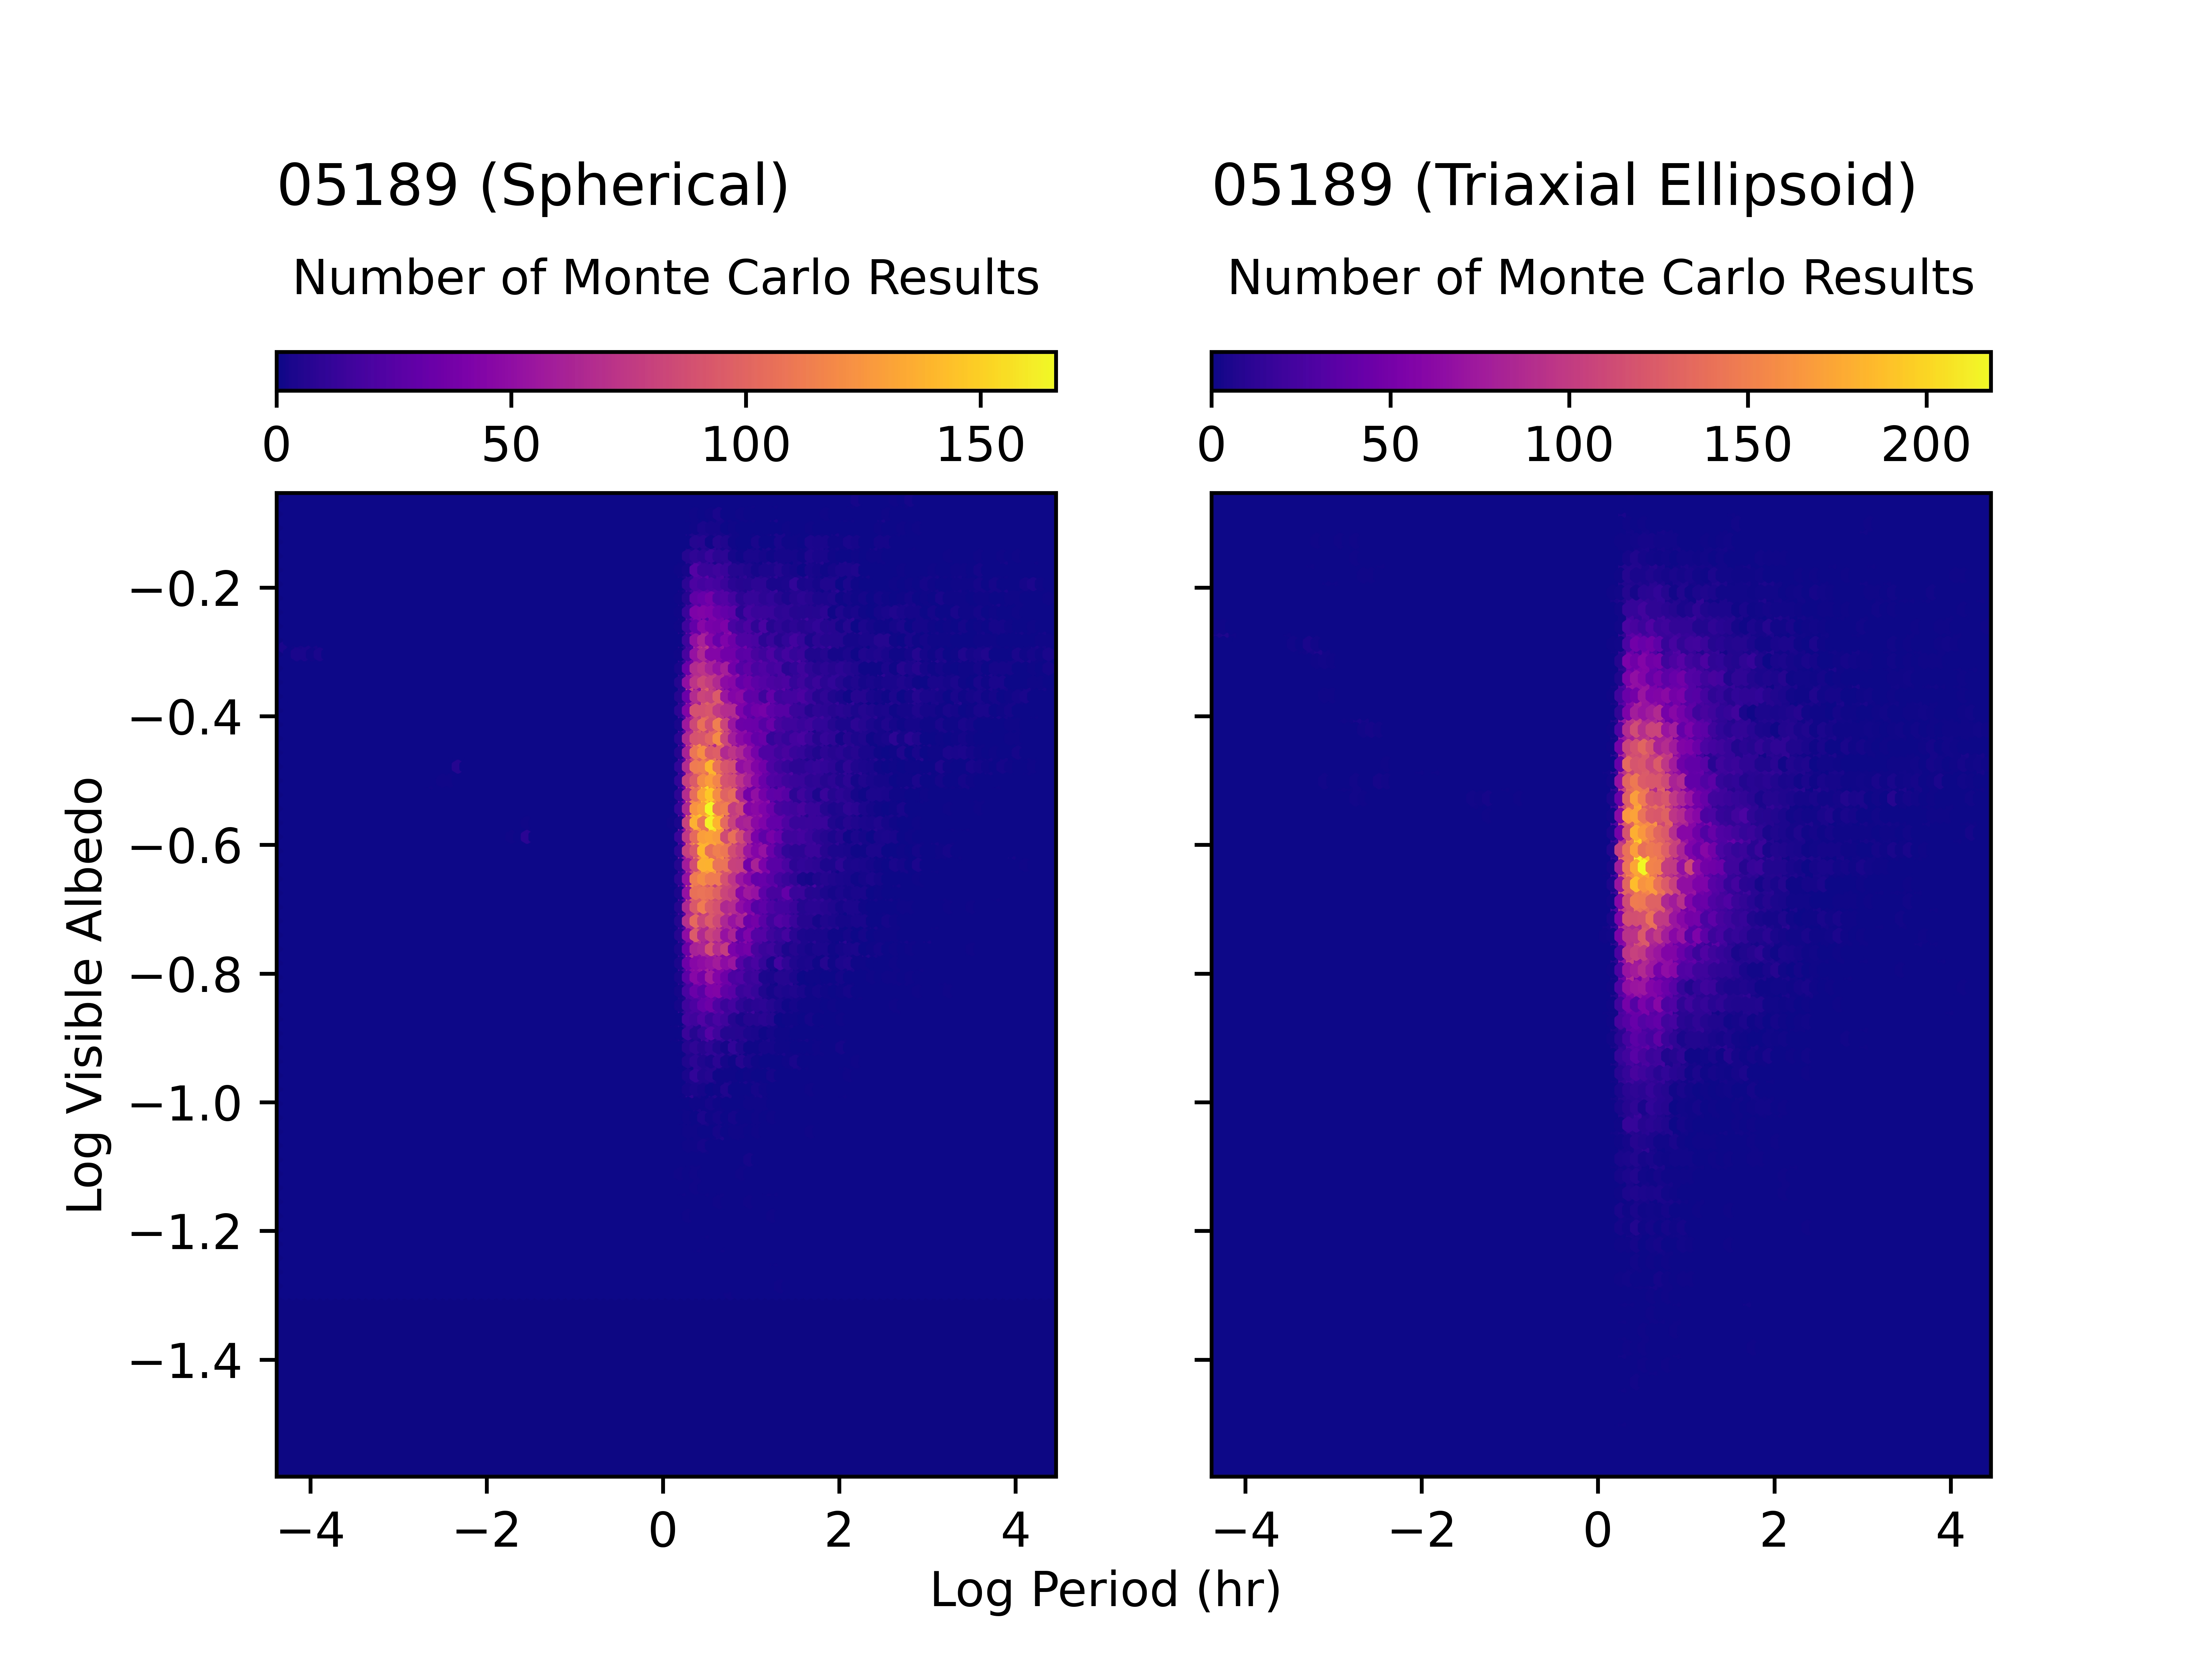 05189 (Spherical)
Number of Monte Carlo Results
0 50 100 150
05189 (Triaxial Ellipsoid)
Number of Monte Carlo Results
0 50 100 150 200
Log Visible Albedo
−0.2
−0.4
−0.6
−0.8
−1.0
−1.2
−1.4
−4 −2 0 2 4
−4 −2 0 2 4
Log Period (hr)